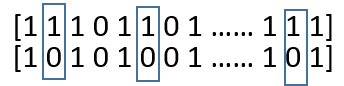 [1 1 1 0 1 1 0 1 …… 1 1 1]
[1 0 1 0 1 0 0 1 …… 1 0 1]